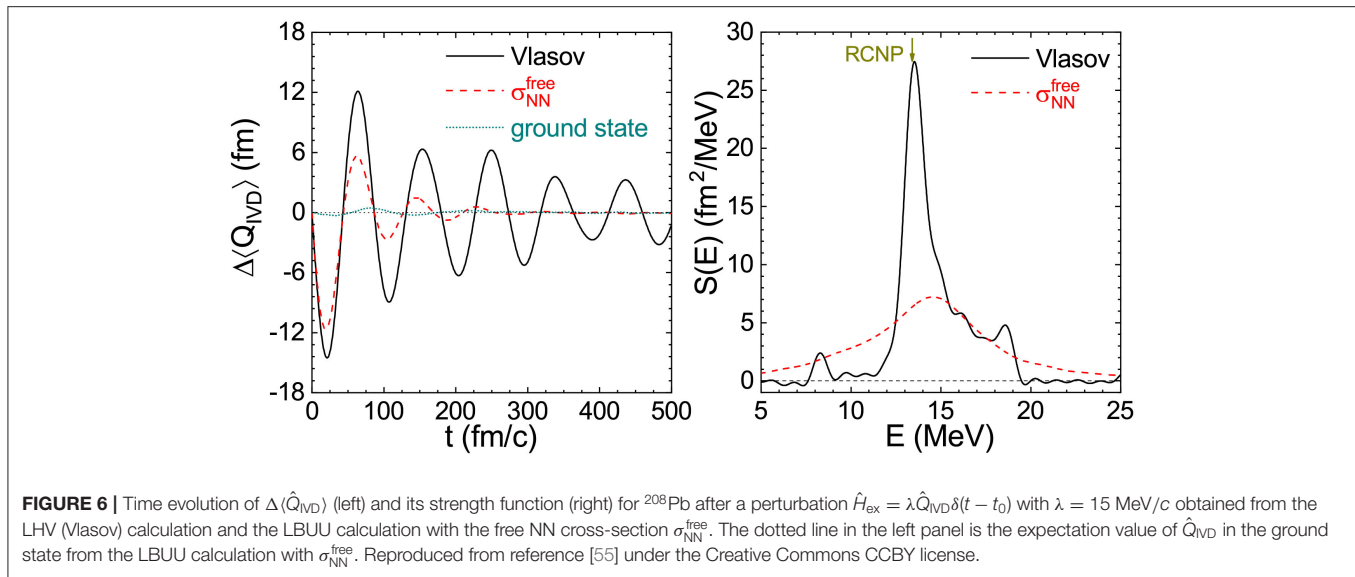 18
12
6
0
-6
-12
-18
Δ⟨Q_IVD⟩ (fm)
Vlasov
σ_NN^free
ground state
0 100 200 300 400 500
t (fm/c)
30
25
20
15
10
5
0
S(E) (fm²/MeV)
RCNP
Vlasov
σ_NN^free
5 10 15 20 25
E (MeV)
FIGURE 6 | Time evolution of Δ⟨Q̂_IVD⟩ (left) and its strength function (right) for ²⁰⁸Pb after a perturbation Ĥ_ex = λQ̂_IVDδ(t − t₀) with λ = 15 MeV/c obtained from the
LHV (Vlasov) calculation and the LBUU calculation with the free NN cross-section σ_NN^free. The dotted line in the left panel is the expectation value of Q̂_IVD in the ground
state from the LBUU calculation with σ_NN^free. Reproduced from reference [55] under the Creative Commons CCBY license.